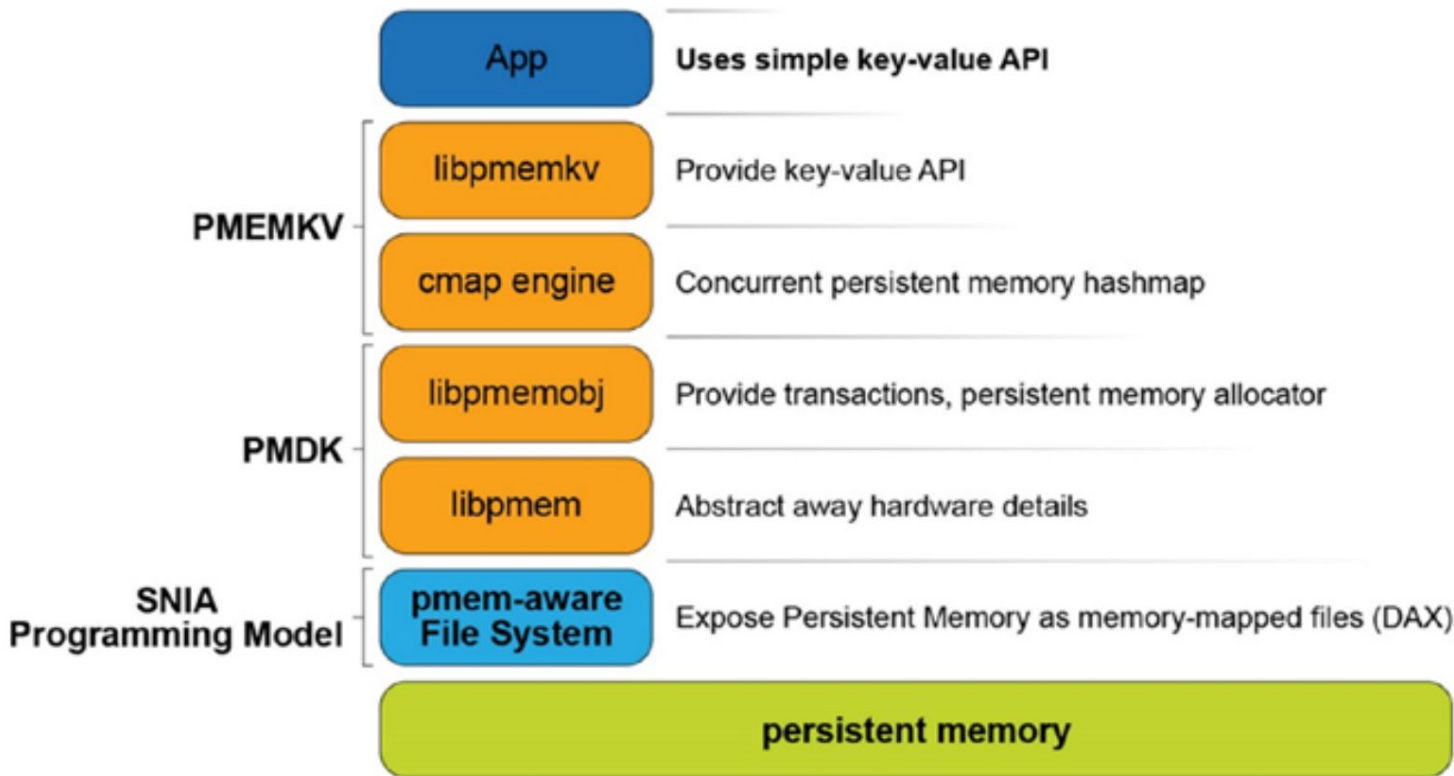 App
Uses simple key-value API
PMEMKV
libpmemkv
Provide key-value API
cmap engine
Concurrent persistent memory hashmap
PMDK
libpmemobj
Provide transactions, persistent memory allocator
libpmem
Abstract away hardware details
SNIA
Programming Model
pmem-aware
File System
Expose Persistent Memory as memory-mapped files (DAX)
persistent memory